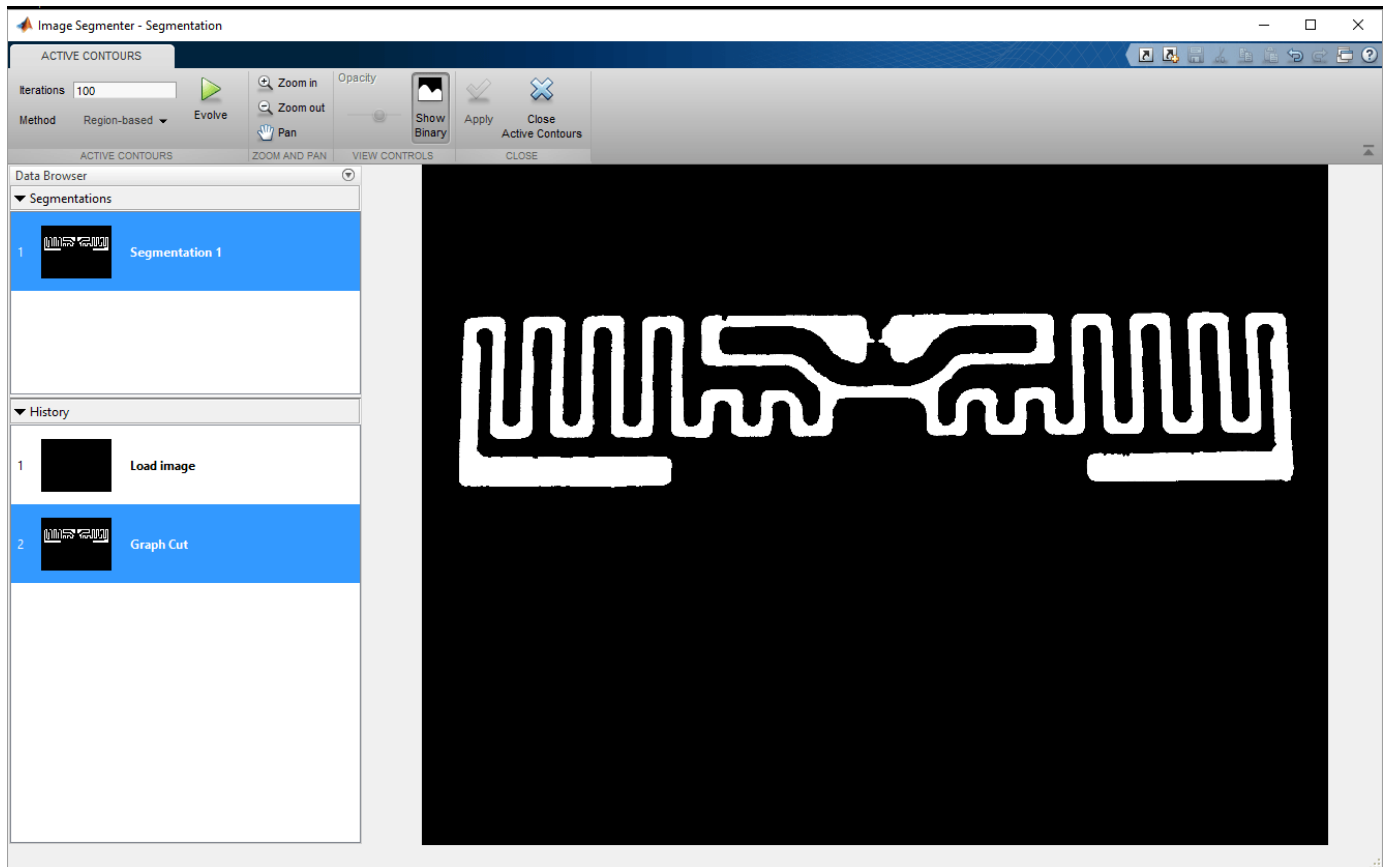 Image Segmenter - Segmentation
ACTIVE CONTOURS
Iterations 100
Method Region-based
Evolve
Zoom in
Zoom out
Pan
Opacity
Show
Binary
Apply
Close
Active Contours
ACTIVE CONTOURS
ZOOM AND PAN
VIEW CONTROLS
CLOSE
Data Browser
Segmentations
1 Segmentation 1
History
1 Load image
2 Graph Cut